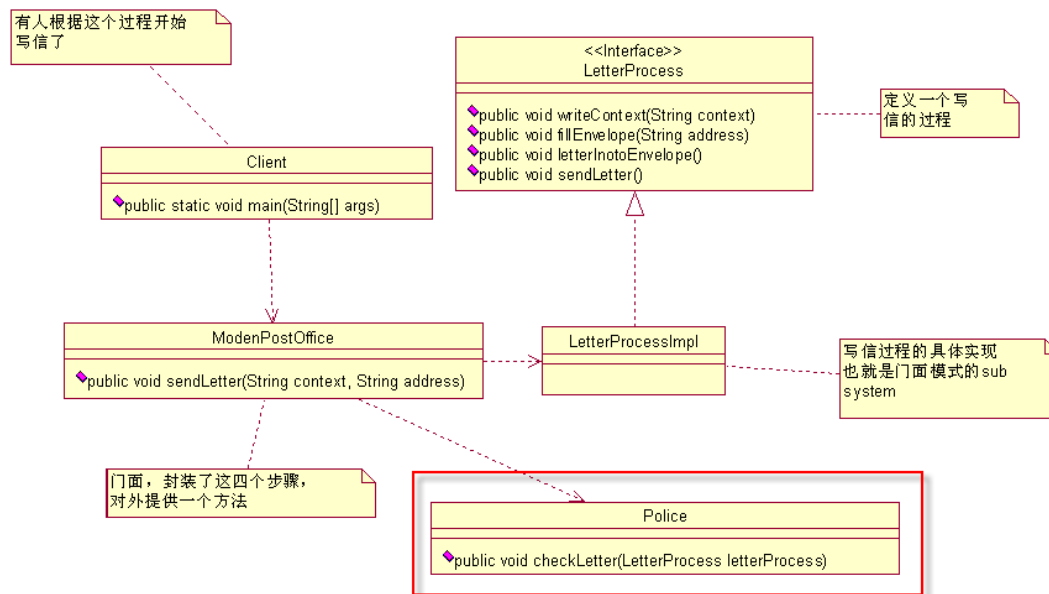 有人根据这个过程开始
写信了
<<Interface>>
LetterProcess
public void writeContext(String context)
public void fillEnvelope(String address)
public void letterInotoEnvelope()
public void sendLetter()
定义一个写
信的过程
Client
public static void main(String[] args)
ModenPostOffice
public void sendLetter(String context, String address)
LetterProcessImpl
写信过程的具体实现
也就是门面模式的sub
system
门面，封装了这四个步骤，
对外提供一个方法
Police
public void checkLetter(LetterProcess letterProcess)